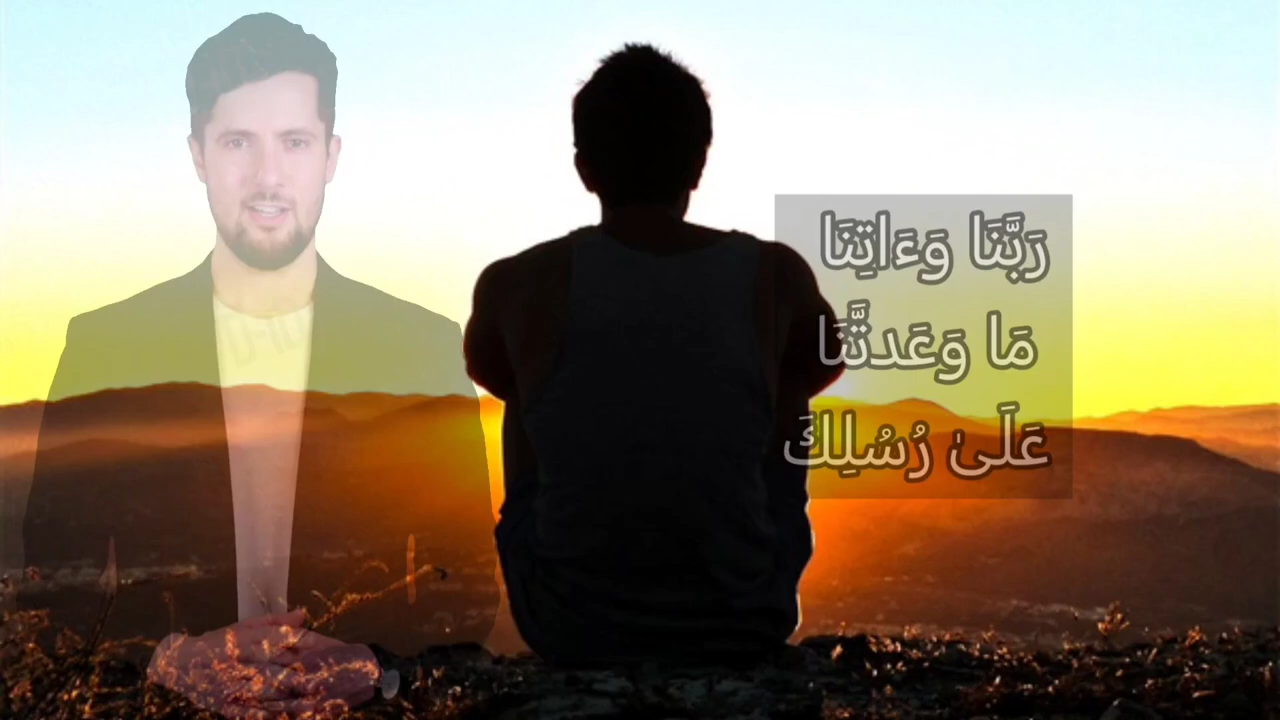 رَبَّنَا وَءَاتِنَا
مَا وَعَدتَّنَا
عَلَىٰ رُسُلِكَ